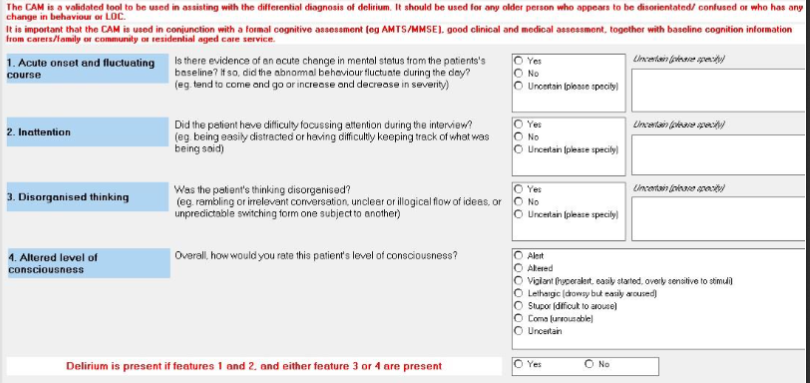 The CAM is a validated tool to be used in assisting with the differential diagnosis of delirium. It should be used for any older person who appears to be disorientated/ confused or who has any
change in behaviour or LOC.
It is important that the CAM is used in conjunction with a formal cognitive assessment (eg AMTS/MMSE), good clinical and medical assessment, together with baseline cognition information
from carers/family or community or residential aged care service.
1. Acute onset and fluctuating
course
Is there evidence of an acute change in mental status from the patients's
baseline? If so, did the abnormal behaviour fluctuate during the day?
(eg. tend to come and go or increase and decrease in severity)
Yes
No
Uncertain (please specify)
Uncertain (please specify)
2. Inattention
Did the patient have difficulty focussing attention during the interview?
(eg. being easily distracted or having difficultly keeping track of what was
being said)
Yes
No
Uncertain (please specify)
Uncertain (please specify)
3. Disorganised thinking
Was the patient's thinking disorganised?
(eg. rambling or irrelevant conversation, unclear or illogical flow of ideas, or
unpredictable switching form one subject to another)
Yes
No
Uncertain (please specify)
Uncertain (please specify)
4. Altered level of
consciousness
Overall, how would you rate this patient's level of consciousness?
Alert
Altered
Vigilant (hyperalert, easily started, overly sensitive to stimuli)
Lethargic (drowsy but easily aroused)
Stupor (difficult to arouse)
Coma (unrousable)
Uncertain
Delirium is present if features 1 and 2, and either feature 3 or 4 are present
Yes No